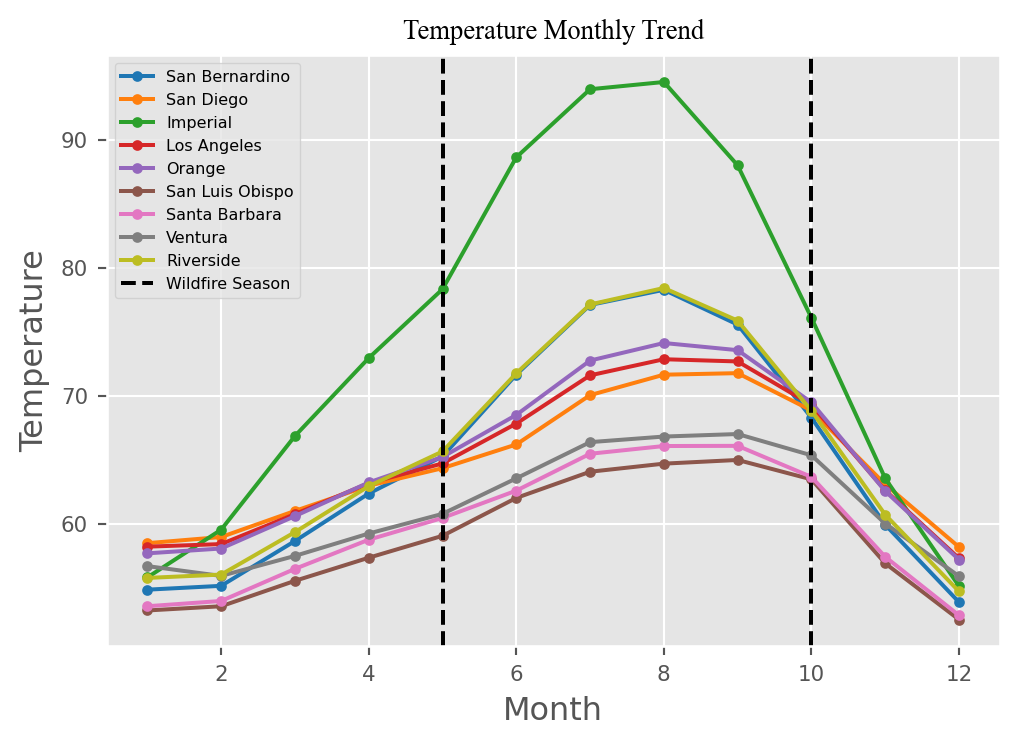 Temperature Monthly Trend
San Bernardino
San Diego
Imperial
Los Angeles
Orange
San Luis Obispo
Santa Barbara
Ventura
Riverside
Wildfire Season
90
80
70
60
Temperature
2 4 6 8 10 12
Month